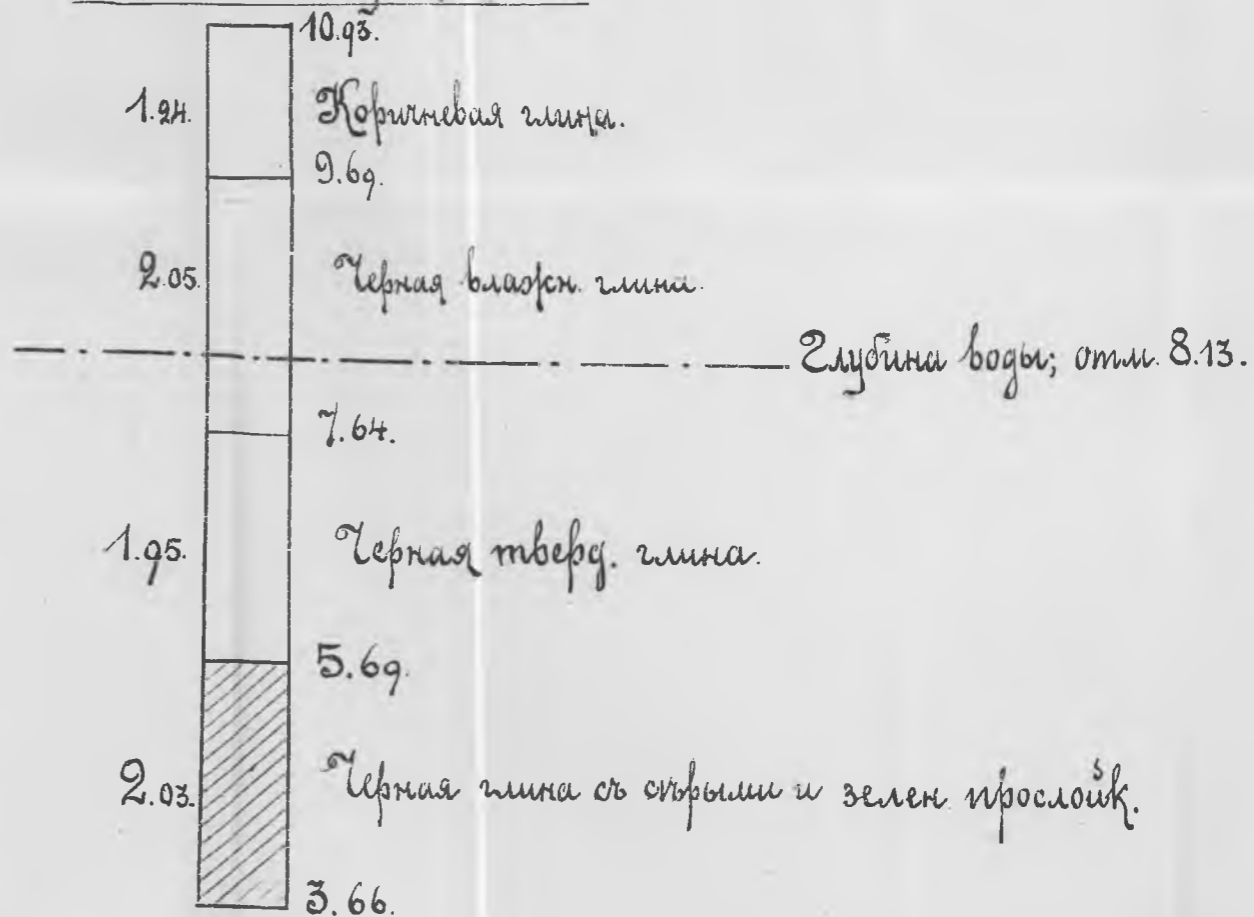 10.93.
1.24.
Коричневая глина.
9.69.
2.05.
Черная влажн. глина.
Глубина воды; отм. 8.13.
7.64.
1.95.
Черная тверд. глина.
5.69.
2.03.
Черная глина съ сѣрыми и зелен прослойк.
3.66.